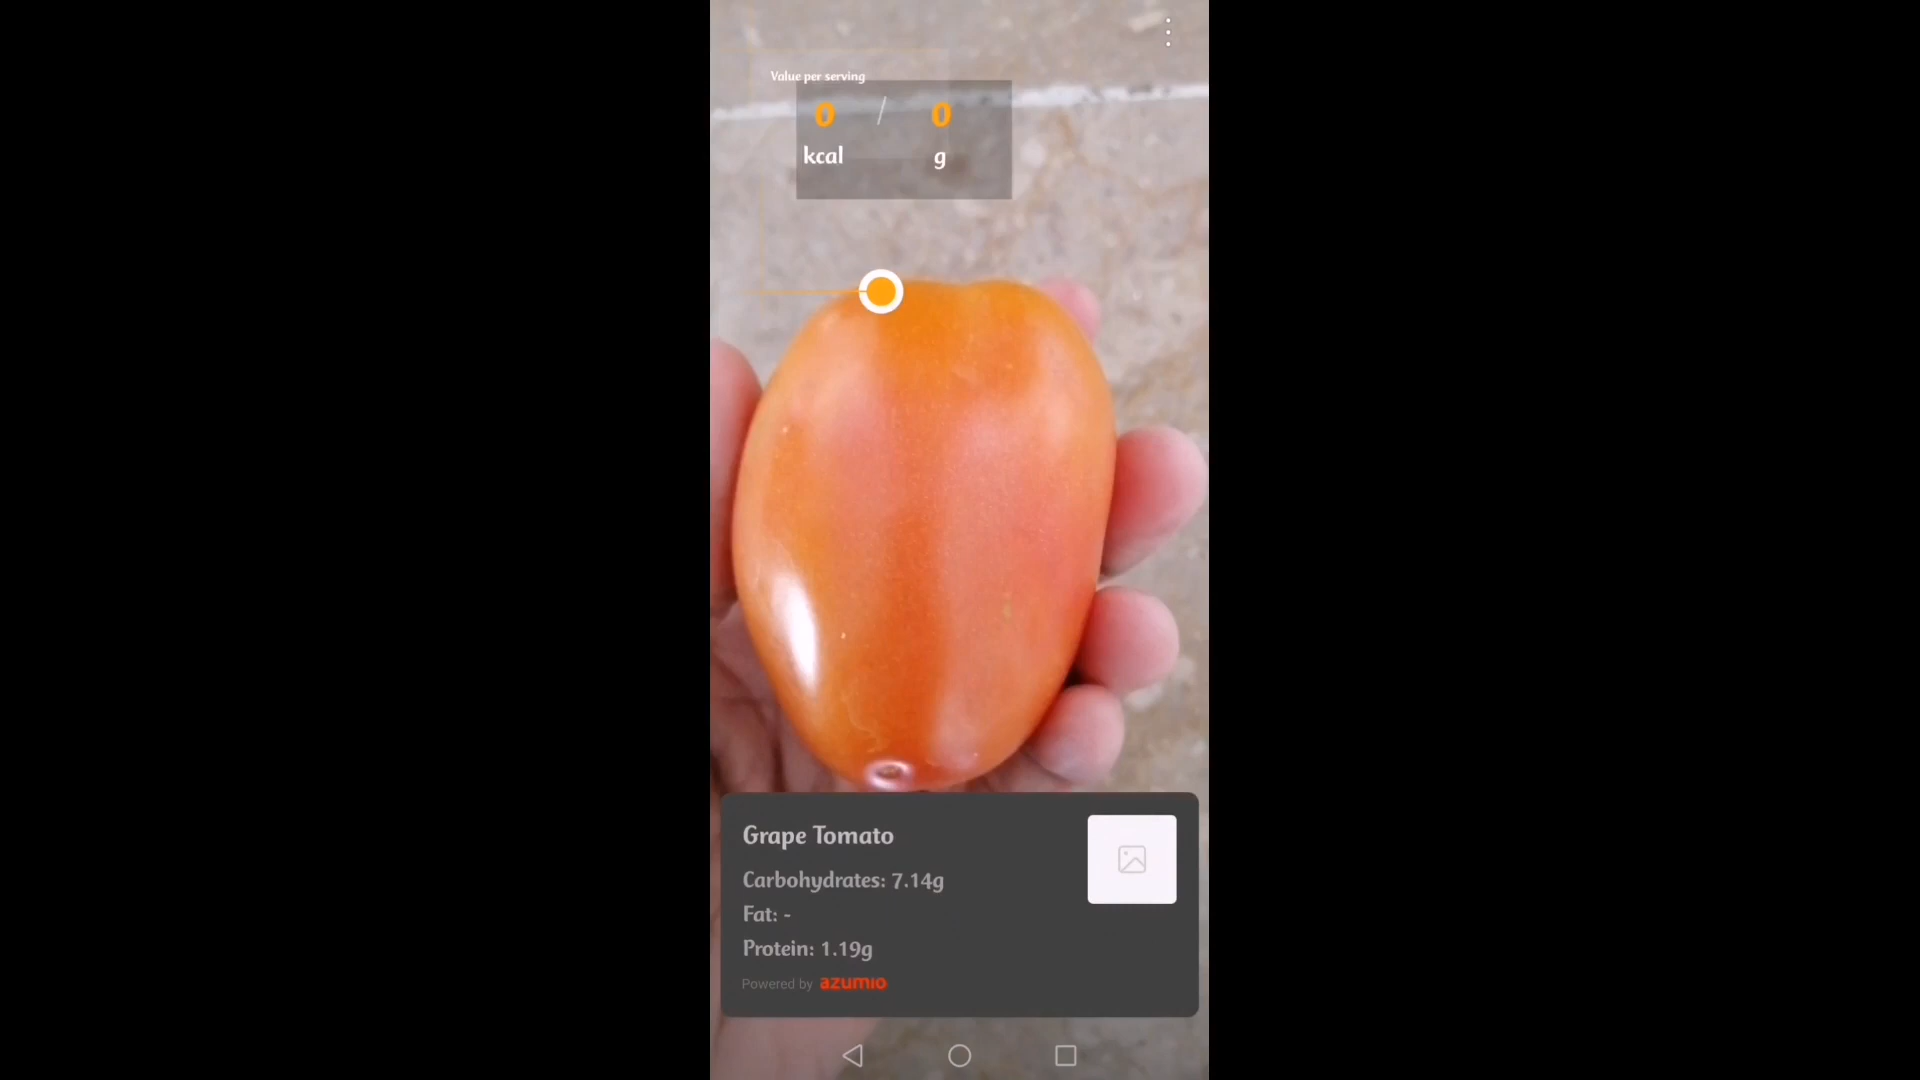 Value per serving
0 / 0
kcal g
Grape Tomato
Carbohydrates: 7.14g
Fat: -
Protein: 1.19g
Powered by azumio